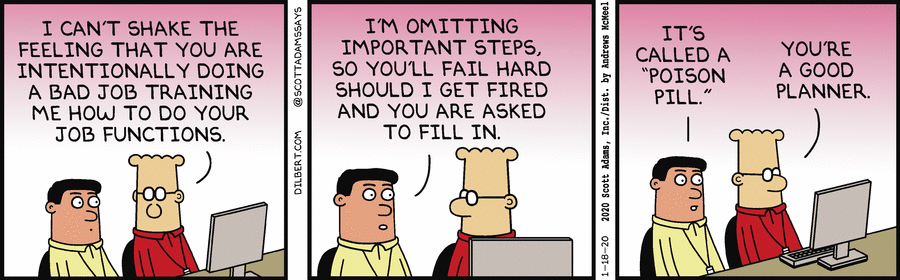 I CAN'T SHAKE THE
FEELING THAT YOU ARE
INTENTIONALLY DOING
A BAD JOB TRAINING
ME HOW TO DO YOUR
JOB FUNCTIONS.
DILBERT.COM @SCOTTADAMSSAYS
I'M OMITTING
IMPORTANT STEPS,
SO YOU'LL FAIL HARD
SHOULD I GET FIRED
AND YOU ARE ASKED
TO FILL IN.
1-18-20 2020 Scott Adams, Inc./Dist. by Andrews McMeel
IT'S
CALLED A
"POISON
PILL."
YOU'RE
A GOOD
PLANNER.